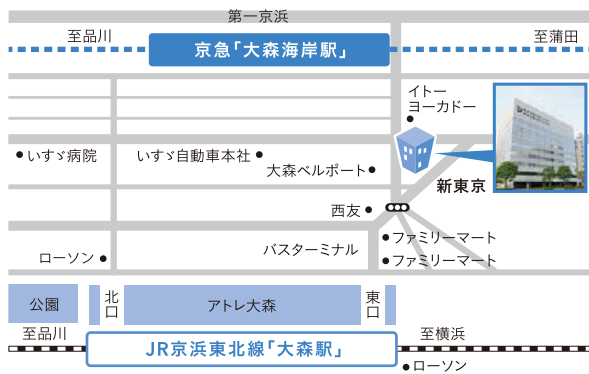 第一京浜
至品川
京急「大森海岸駅」
至蒲田
イトー
ヨーカドー
いすゞ病院
いすゞ自動車本社
大森ベルポート
新東京
西友
ファミリーマート
バスターミナル
ローソン
ファミリーマート
公園
北口
アトレ大森
東口
至品川
JR京浜東北線「大森駅」
至横浜
ローソン